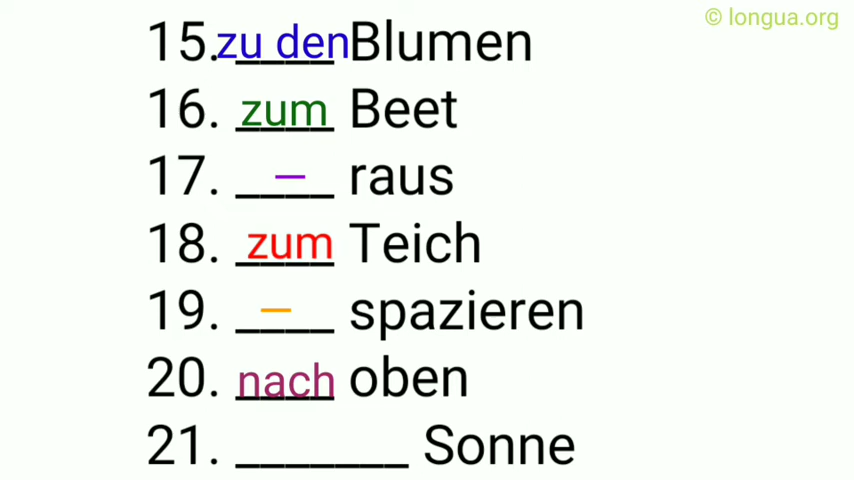 © longua.org
15. zu den Blumen
16. zum Beet
17. – raus
18. zum Teich
19. – spazieren
20. nach oben
21. _______ Sonne